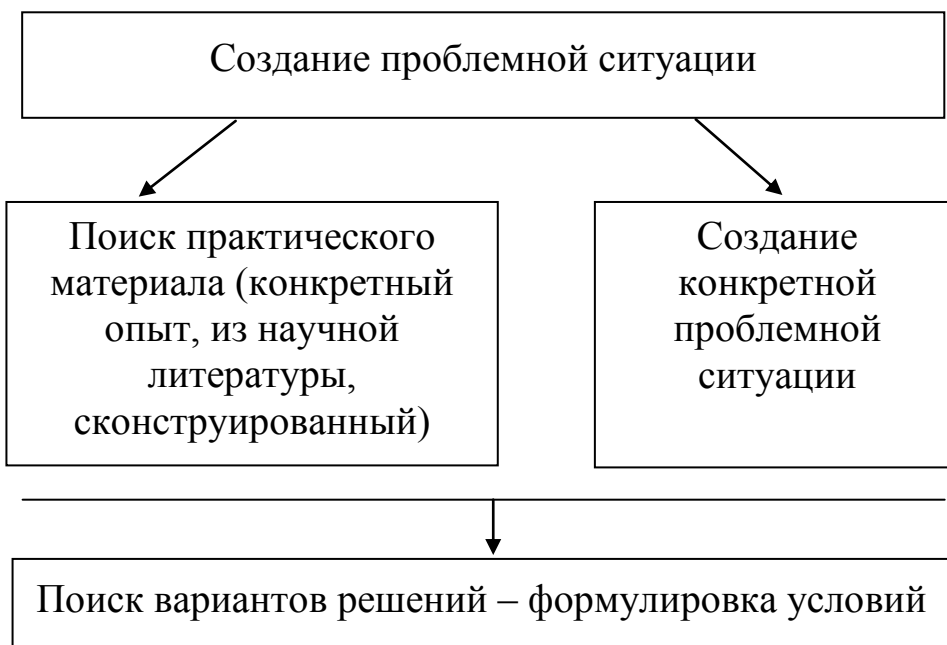 Создание проблемной ситуации
Поиск практического
материала (конкретный
опыт, из научной
литературы,
сконструированный)
Создание
конкретной
проблемной
ситуации
Поиск вариантов решений – формулировка условий